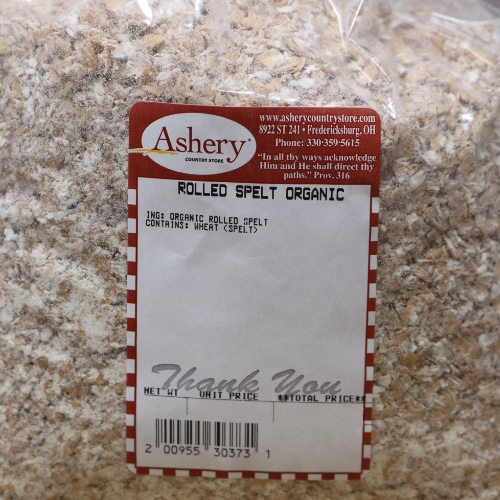 Ashery
COUNTRY STORE
www.asherycountrystore.com
8922 ST 241 • Fredericksburg, OH
Phone: 330•359•5615
“In all thy ways acknowledge
Him and He shall direct thy
paths.” Prov. 316
ROLLED SPELT ORGANIC
ING: ORGANIC ROLLED SPELT
CONTAINS: WHEAT (SPELT)
Thank You
NET WT UNIT PRICE **TOTAL PRICE**
2 00955 30373 1